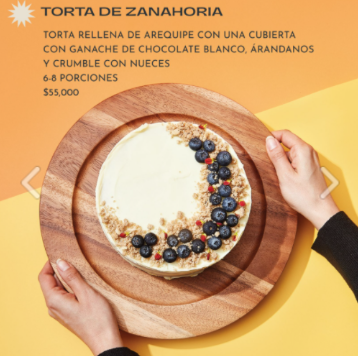 TORTA DE ZANAHORIA
TORTA RELLENA DE AREQUIPE CON UNA CUBIERTA
CON GANACHE DE CHOCOLATE BLANCO, ÁRANDANOS
Y CRUMBLE CON NUECES
6-8 PORCIONES
$55,000